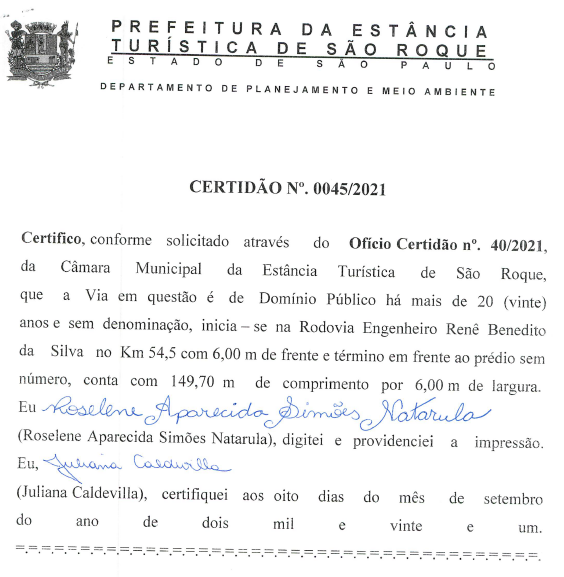 PREFEITURA DA ESTÂNCIA
TURÍSTICA DE SÃO ROQUE
ESTADO DE SÃO PAULO
DEPARTAMENTO DE PLANEJAMENTO E MEIO AMBIENTE
CERTIDÃO Nº. 0045/2021
Certifico, conforme solicitado através do Ofício Certidão nº. 40/2021,
da Câmara Municipal da Estância Turística de São Roque,
que a Via em questão é de Domínio Público há mais de 20 (vinte)
anos e sem denominação, inicia – se na Rodovia Engenheiro Renê Benedito
da Silva no Km 54,5 com 6,00 m de frente e término em frente ao prédio sem
número, conta com 149,70 m de comprimento por 6,00 m de largura.
Eu Roselene Aparecida Simões Natarula
(Roselene Aparecida Simões Natarula), digitei e providenciei a impressão.
Eu, Juliana Caldevilla
(Juliana Caldevilla), certifiquei aos oito dias do mês de setembro
do ano de dois mil e vinte e um.